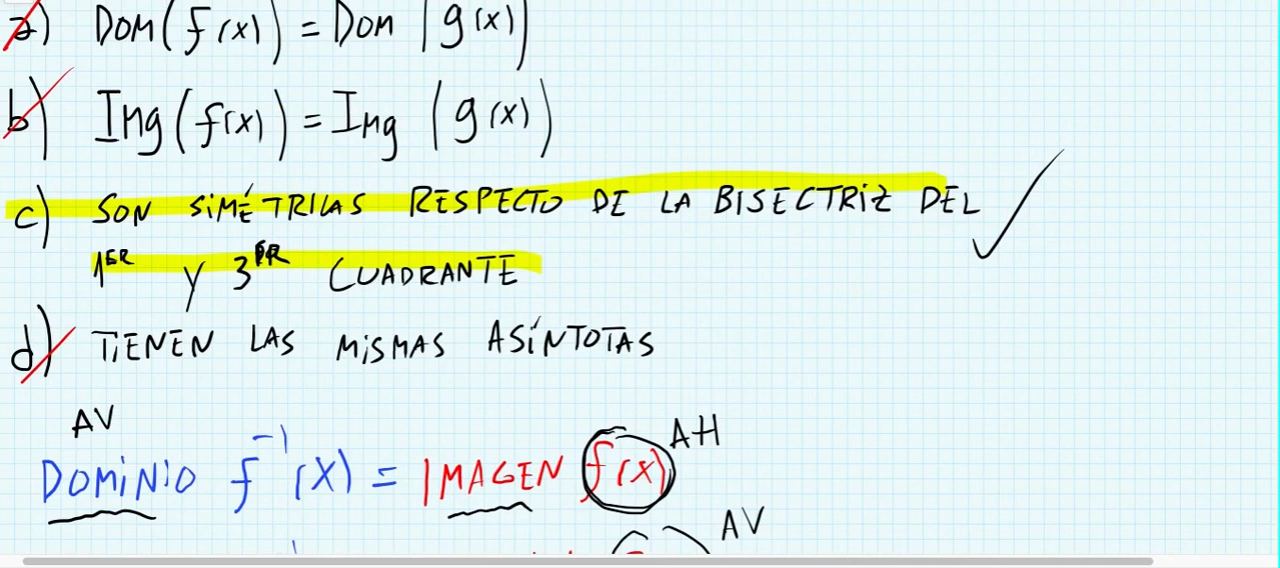 a) Dom(f(x)) = Dom (g(x))
b) Img(f(x)) = Img (g(x))
c) SON SIMÉTRICAS RESPECTO DE LA BISECTRIZ DEL
1ER Y 3ER CUADRANTE
d) TIENEN LAS MISMAS ASÍNTOTAS
AV
AH
DOMINIO f⁻¹(x) = IMAGEN f(x)
AV